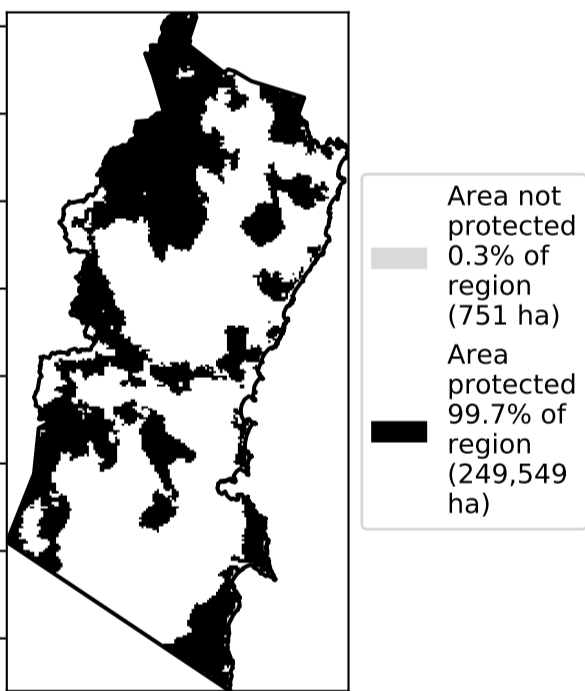 Area not
protected
0.3% of
region
(751 ha)
Area
protected
99.7% of
region
(249,549
ha)